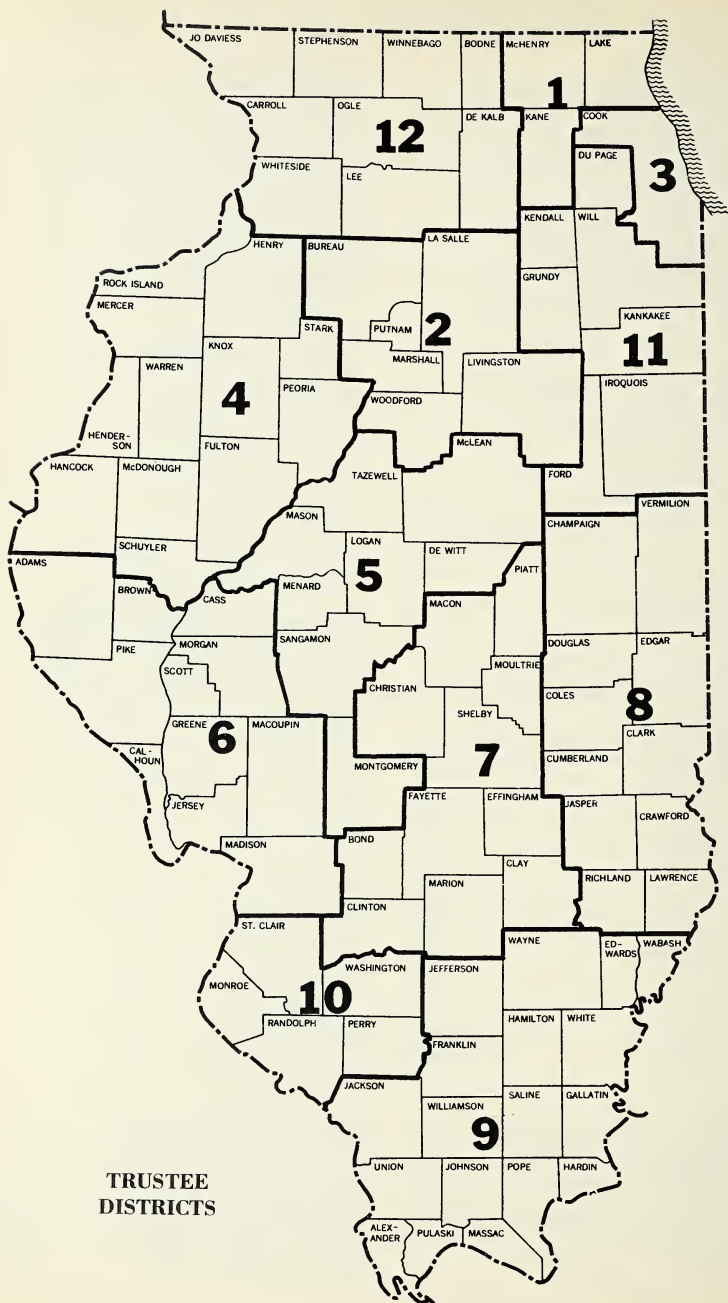 JO DAVIESS
STEPHENSON
WINNEBAGO
BODNE
McHENRY
LAKE
1
CARROLL
OGLE
DE KALB
KANE
COOK
12
DU PAGE
3
WHITESIDE
LEE
KENDALL
WILL
HENRY
BUREAU
LA SALLE
GRUNDY
ROCK ISLAND
MERCER
STARK
PUTNAM
2
KANKAKEE
KNOX
MARSHALL
LIVINGSTON
11
WARREN
4
PEORIA
WOODFORD
IROQUOIS
HENDER-
SON
FULTON
McLEAN
HANCOCK
McDONOUGH
TAZEWELL
FORD
MASON
VERMILION
CHAMPAIGN
LOGAN
SCHUYLER
DE WITT
ADAMS
5
PIATT
BROWN
CASS
MENARD
MACON
PIKE
MORGAN
SANGAMON
DOUGLAS
EDGAR
SCOTT
MOULTRIE
CHRISTIAN
COLES
8
GREENE
6
MACOUPIN
SHELBY
CLARK
CAL-
HOUN
7
CUMBERLAND
MONTGOMERY
JERSEY
FAYETTE
EFFINGHAM
JASPER
CRAWFORD
MADISON
BOND
CLAY
RICHLAND
LAWRENCE
MARION
CLINTON
ST. CLAIR
WAYNE
ED-
WARDS
WABASH
WASHINGTON
JEFFERSON
MONROE
10
RANDOLPH
PERRY
HAMILTON
WHITE
FRANKLIN
JACKSON
WILLIAMSON
SALINE
GALLATIN
9
UNION
JOHNSON
POPE
HARDIN
TRUSTEE
DISTRICTS
ALEX-
ANDER
PULASKI
MASSAC